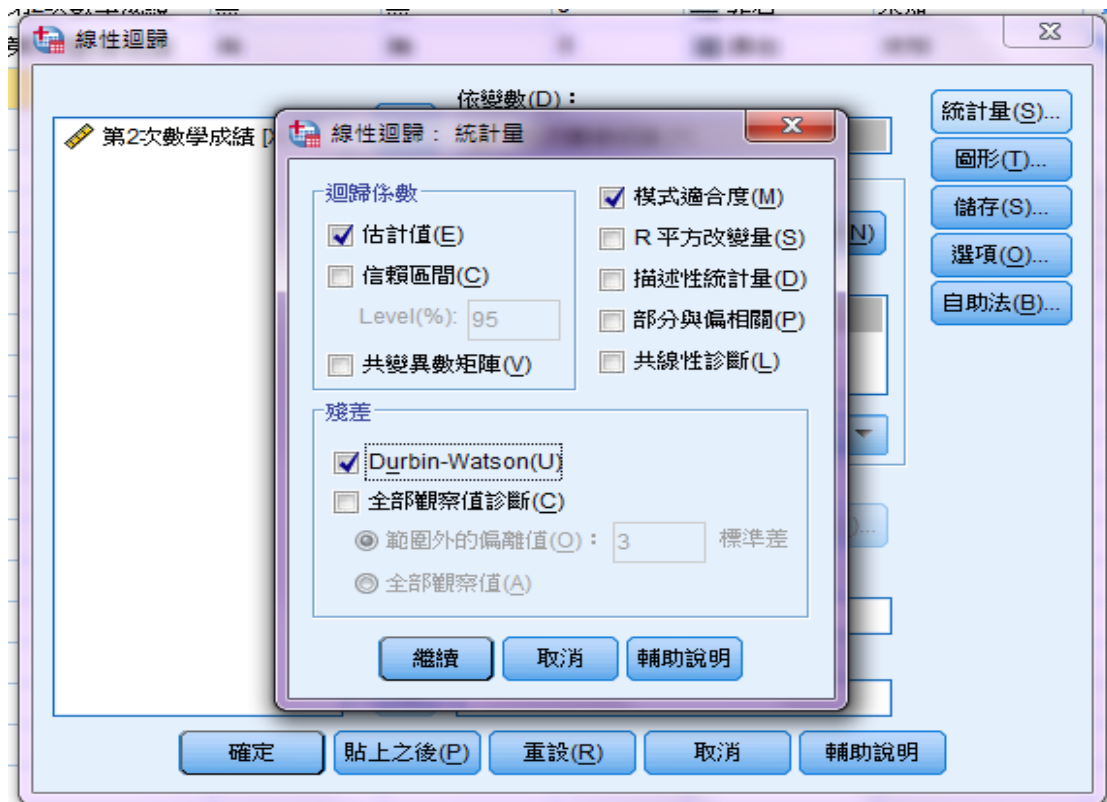 線性迴歸
依變數(D)：
第2次數學成績
統計量(S)...
圖形(T)...
儲存(S)...
選項(O)...
自助法(B)...
線性迴歸： 統計量
迴歸係數
估計值(E)
信賴區間(C)
Level(%): 95
共變異數矩陣(V)
模式適合度(M)
R 平方改變量(S)
描述性統計量(D)
部分與偏相關(P)
共線性診斷(L)
殘差
Durbin-Watson(U)
全部觀察值診斷(C)
範圍外的偏離值(O)： 3 標準差
全部觀察值(A)
繼續 取消 輔助說明
確定 貼上之後(P) 重設(R) 取消 輔助說明